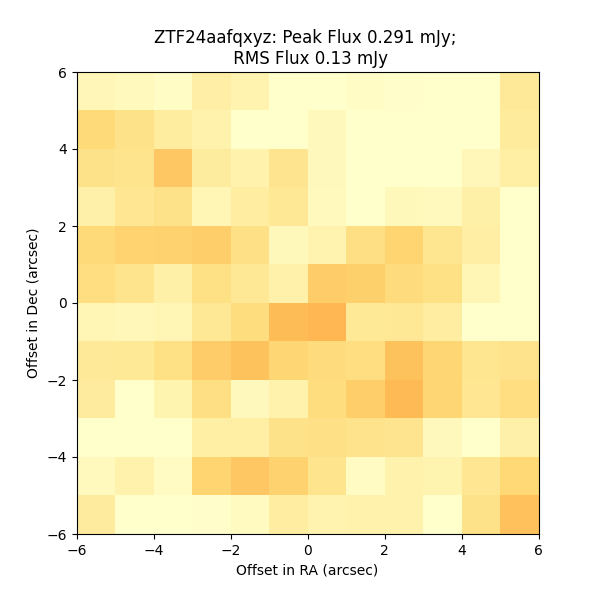 ZTF24aafqxyz: Peak Flux 0.291 mJy;
RMS Flux 0.13 mJy
6
4
2
0
−2
−4
−6
Offset in Dec (arcsec)
−6 −4 −2 0 2 4 6
Offset in RA (arcsec)